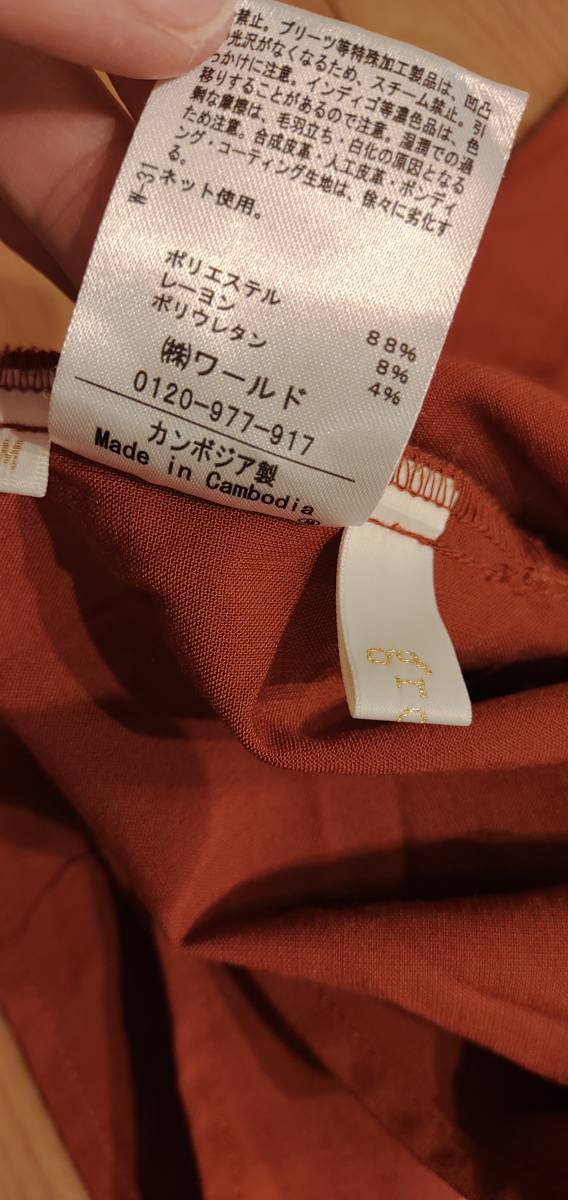 禁止。プリーツ等特殊加工製品は、凹凸
光沢がなくなるため、スチーム禁止。引
っかけに注意。インディゴ等濃色品は、色
移りすることがあるので注意。湿潤での過
剰な摩擦は、毛羽立ち・白化の原因となる
ため注意。合成皮革・人工皮革・ボンディ
ング・コーティング生地は、徐々に劣化す
る。
W-31
ネット使用。
ポリエステル 88%
レーヨン 8%
ポリウレタン 4%
㈱ワールド
0120-977-917
カンボジア製
Made in Cambodia